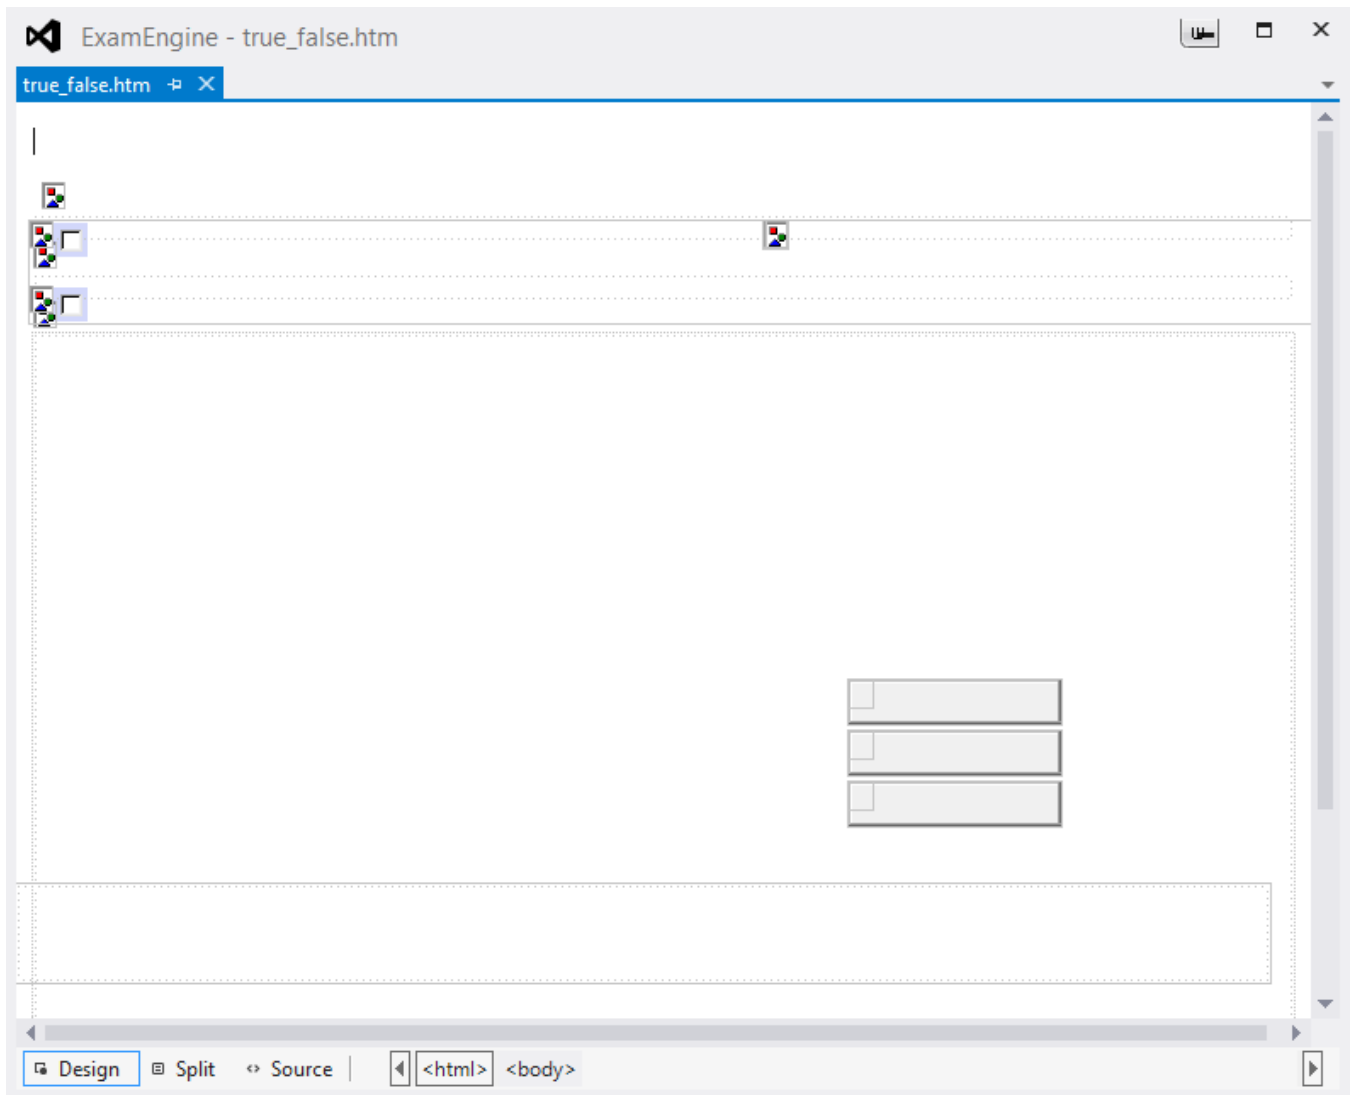 ExamEngine - true_false.htm
true_false.htm
Design Split Source <html> <body>